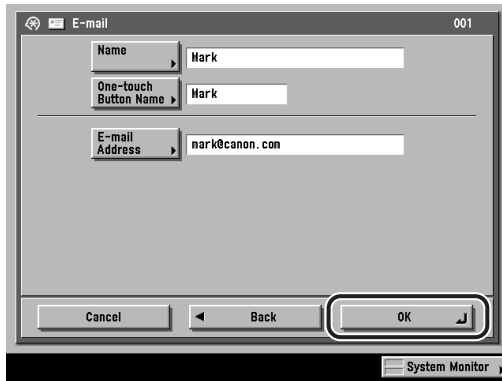 E-mail 001
Name
Mark
One-touch
Button Name
Mark
E-mail
Address
mark@canon.com
Cancel Back OK
System Monitor